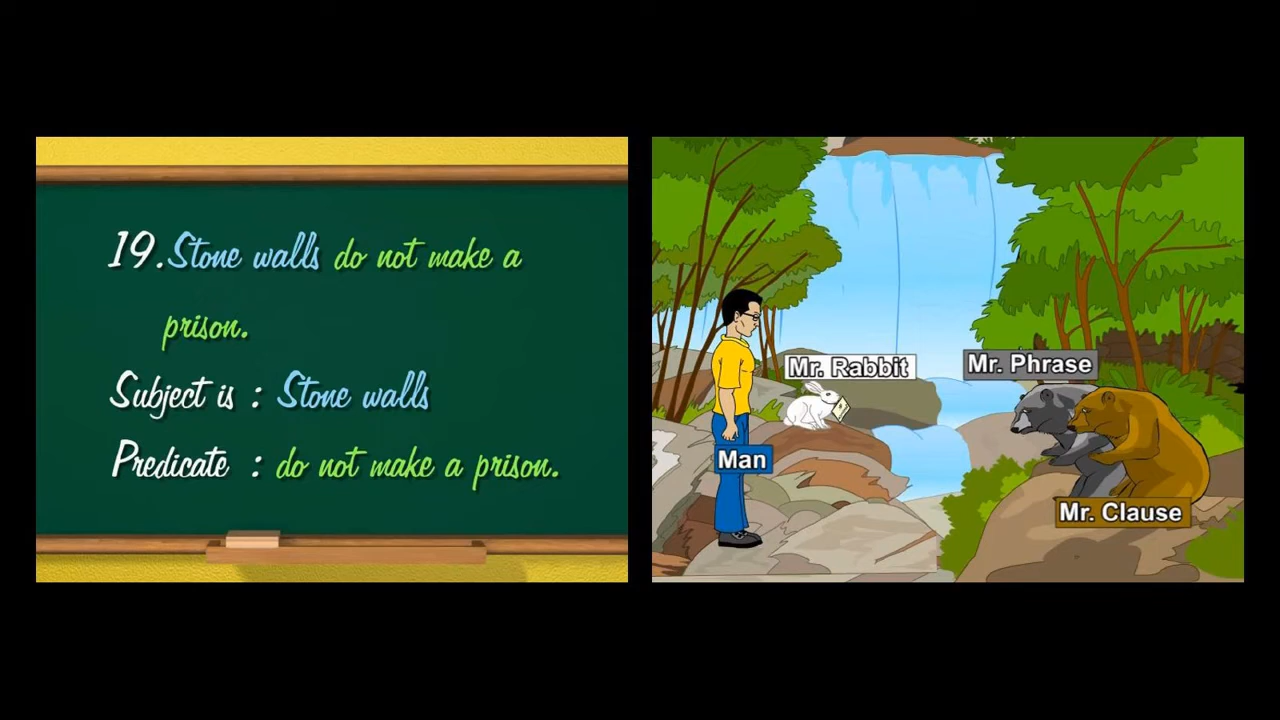 19.Stone walls do not make a
prison.
Subject is : Stone walls
Predicate : do not make a prison.
Mr. Rabbit
Mr. Phrase
Man
Mr. Clause